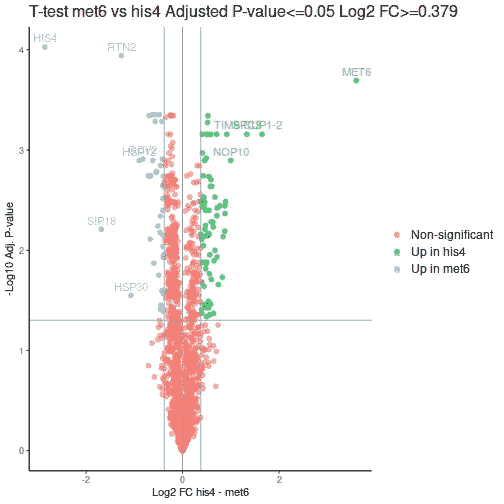 T-test met6 vs his4 Adjusted P-value<=0.05 Log2 FC>=0.379
HIS4
RTN2
MET6
HSP12
NOP10
SIP18
HSP30
4
3
2
1
0
-2
0
2
-Log10 Adj. P-value
Log2 FC his4 - met6
Non-significant
Up in his4
Up in met6